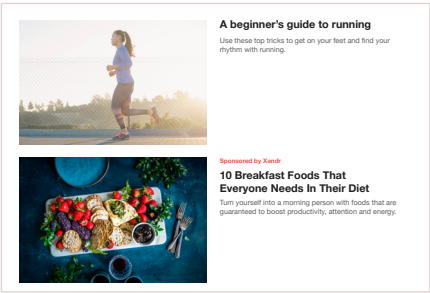 A beginner's guide to running
Use these top tricks to get on your feet and find your
rhythm with running.
Sponsored by Xandr
10 Breakfast Foods That
Everyone Needs In Their Diet
Turn yourself into a morning person with foods that are
guaranteed to boost productivity, attention and energy.